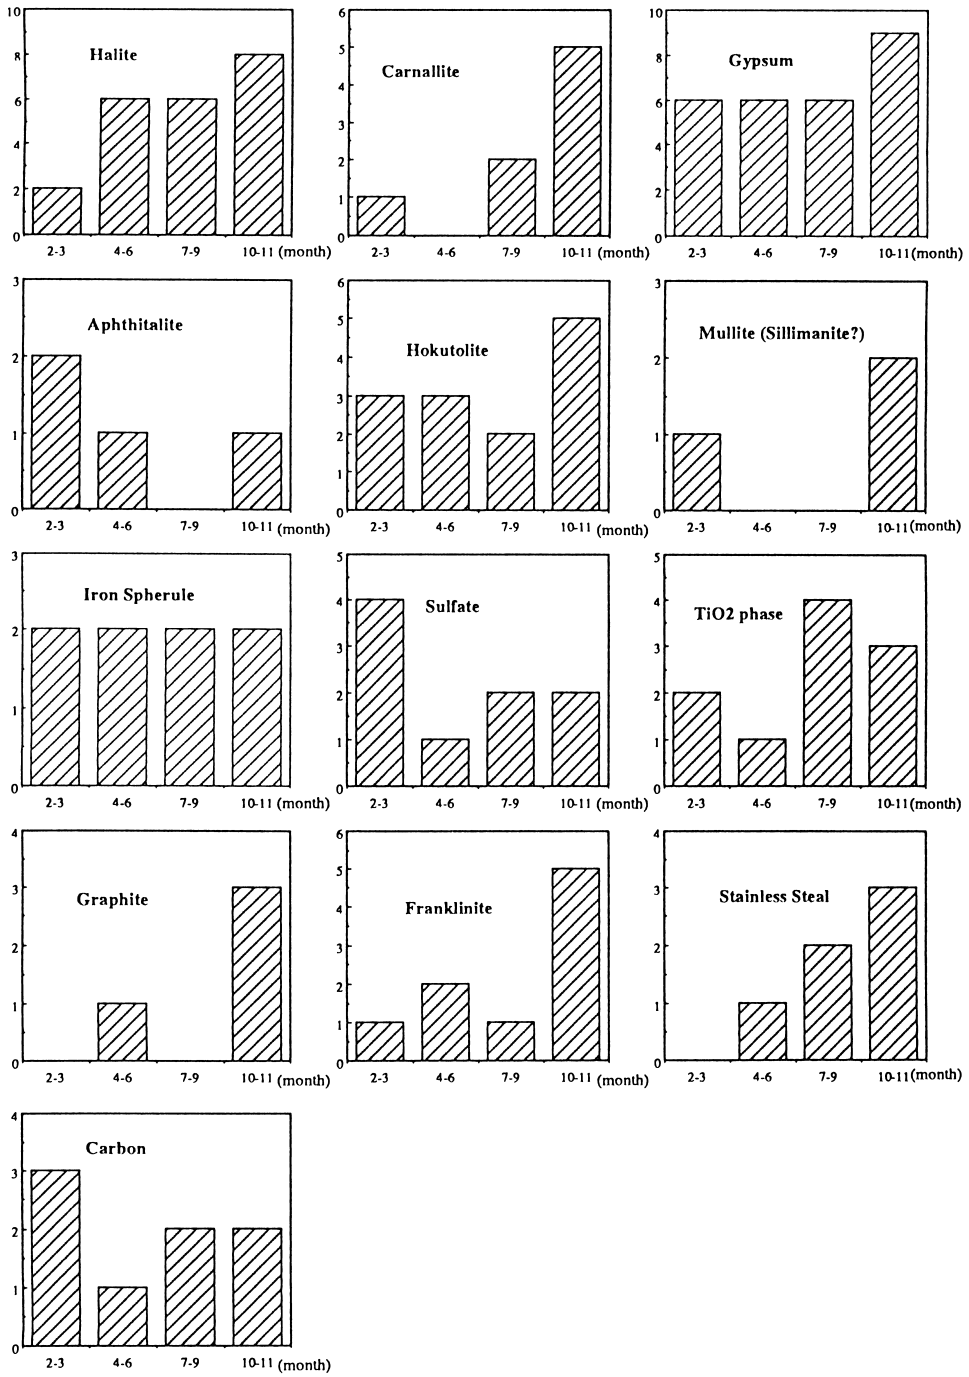 10
8
6
4
2
0
Halite
2-3 4-6 7-9 10-11 (month)
6
5
4
3
2
1
0
Carnallite
2-3 4-6 7-9 10-11 (month)
10
8
6
4
2
0
Gypsum
2-3 4-6 7-9 10-11 (month)
3
2
1
0
Aphthitalite
2-3 4-6 7-9 10-11 (month)
6
5
4
3
2
1
0
Hokutolite
2-3 4-6 7-9 10-11 (month)
3
2
1
0
Mullite (Sillimanite?)
2-3 4-6 7-9 10-11 (month)
3
2
1
0
Iron Spherule
2-3 4-6 7-9 10-11 (month)
5
4
3
2
1
0
Sulfate
2-3 4-6 7-9 10-11 (month)
5
4
3
2
1
0
TiO2 phase
2-3 4-6 7-9 10-11 (month)
4
3
2
1
0
Graphite
2-3 4-6 7-9 10-11 (month)
6
5
4
3
2
1
0
Franklinite
2-3 4-6 7-9 10-11 (month)
4
3
2
1
0
Stainless Steal
2-3 4-6 7-9 10-11 (month)
4
3
2
1
0
Carbon
2-3 4-6 7-9 10-11 (month)